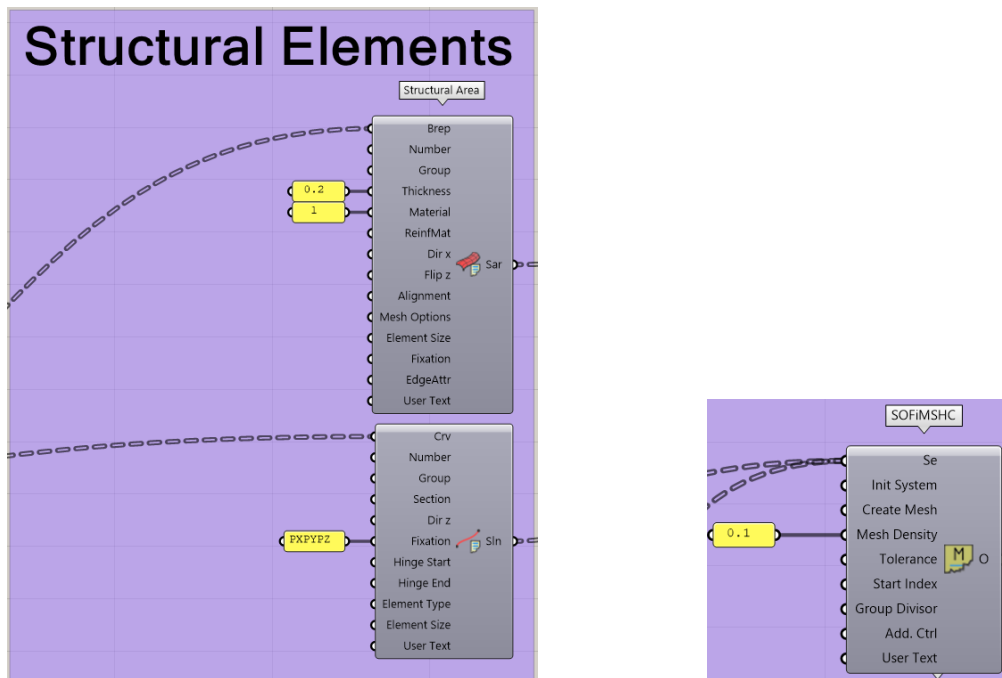 Structural Elements
Structural Area
Brep
Number
Group
0.2 Thickness
1 Material
ReinfMat
Dir x
Sar
Flip z
Alignment
Mesh Options
Element Size
Fixation
EdgeAttr
User Text
Crv
Number
Group
Section
Dir z
PXPYPZ Fixation Sln
Hinge Start
Hinge End
Element Type
Element Size
User Text
SOFiMSHC
Se
Init System
Create Mesh
0.1 Mesh Density
Tolerance M O
Start Index
Group Divisor
Add. Ctrl
User Text